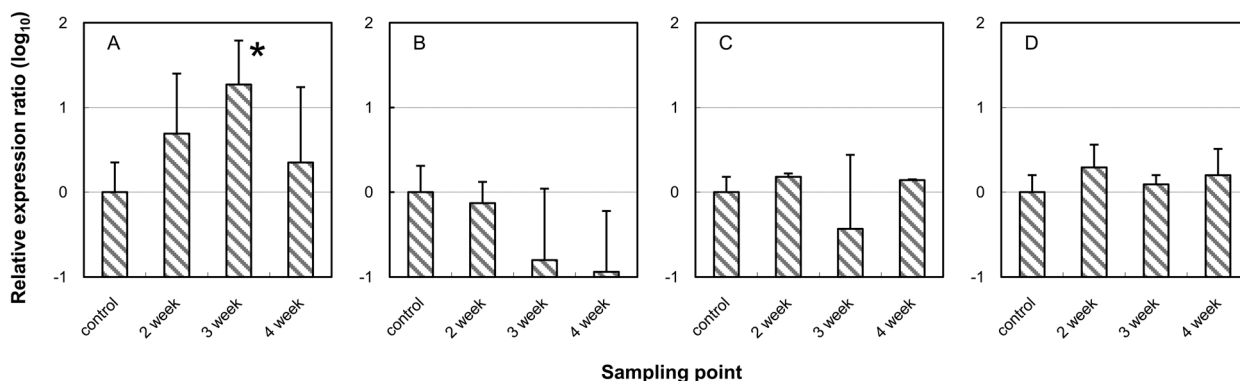 Relative expression ratio (log10)
A
*
2
1
0
-1
control
2 week
3 week
4 week
B
2
1
0
-1
control
2 week
3 week
4 week
C
2
1
0
-1
control
2 week
3 week
4 week
D
2
1
0
-1
control
2 week
3 week
4 week
Sampling point